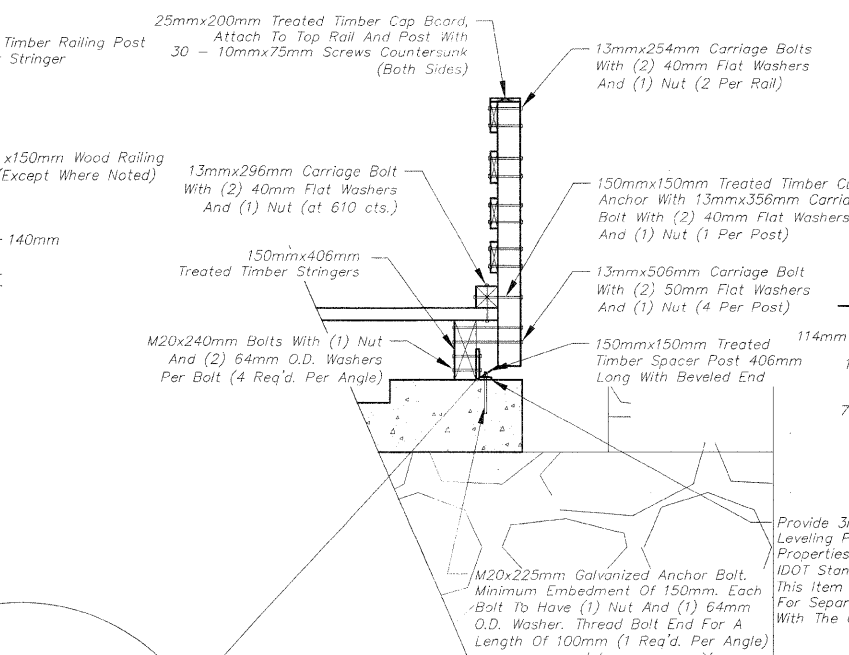 25mmx200mm Treated Timber Cap Board,
Attach To Top Rail And Post With
30 - 10mmx75mm Screws Countersunk
(Both Sides)
Timber Railing Post
Stringer
13mmx254mm Carriage Bolts
With (2) 40mm Flat Washers
And (1) Nut (2 Per Rail)
x150mm Wood Railing
(Except Where Noted)
13mmx296mm Carriage Bolt
With (2) 40mm Flat Washers
And (1) Nut (at 610 cts.)
150mmx150mm Treated Timber
Anchor With 13mmx356mm
Bolt With (2) 40mm Flat Washers
And (1) Nut (1 Per Post)
140mm
150mmx406mm
Treated Timber Stringers
13mmx506mm Carriage Bolt
With (2) 50mm Flat Washers
And (1) Nut (4 Per Post)
M20x240mm Bolts With (1) Nut
And (2) 64mm O.D. Washers
Per Bolt (4 Req'd. Per Angle)
150mmx150mm Treated
Timber Spacer Post 406mm
Long With Beveled End
114mm
7
Provide
Leveling
Properties
IDOT
This Item
For
With The
M20x225mm Galvanized Anchor Bolt.
Minimum Embedment Of 150mm. Each
Bolt To Have (1) Nut And (1) 64mm
O.D. Washer. Thread Bolt End For A
Length Of 100mm (1 Req'd. Per Angle)